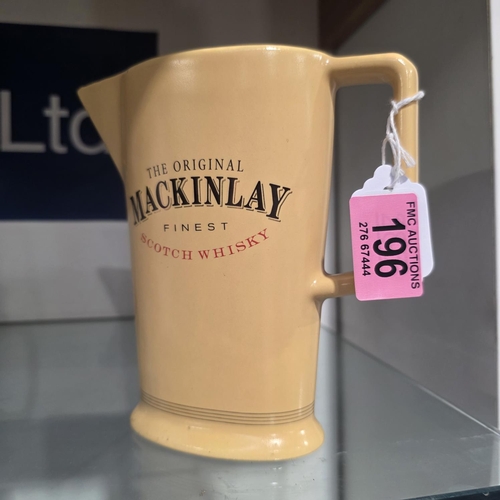 Ltd
THE ORIGINAL
MACKINLAY
FINEST
SCOTCH WHISKY
FMC AUCTIONS
196
276 67444